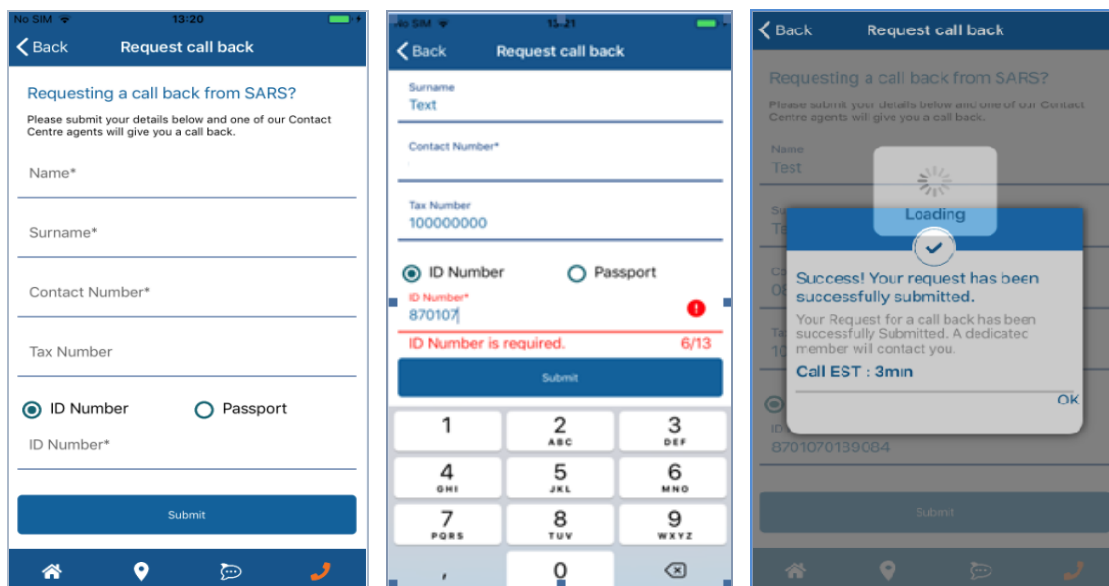 No SIM 13:20
Back Request call back
Requesting a call back from SARS?
Please submit your details below and one of our Contact
Centre agents will give you a call back.
Name*
Surname*
Contact Number*
Tax Number
ID Number Passport
ID Number*
Submit
No SIM 13:21
Back Request call back
Surname
Text
Contact Number*
Tax Number
100000000
ID Number Passport
ID Number*
870107
ID Number is required. 6/13
Submit
1 2 3
ABC DEF
4 5 6
GHI JKL MNO
7 8 9
PQRS TUV WXYZ
, 0
Back Request call back
Requesting a call back from SARS?
Please submit your details below and one of our Contact
Centre agents will give you a call back.
Name
Test
Loading
Success! Your request has been
successfully submitted.
Your Request for a call back has been
successfully Submitted. A dedicated
member will contact you.
Call EST : 3min
OK
8701070139084
Submit